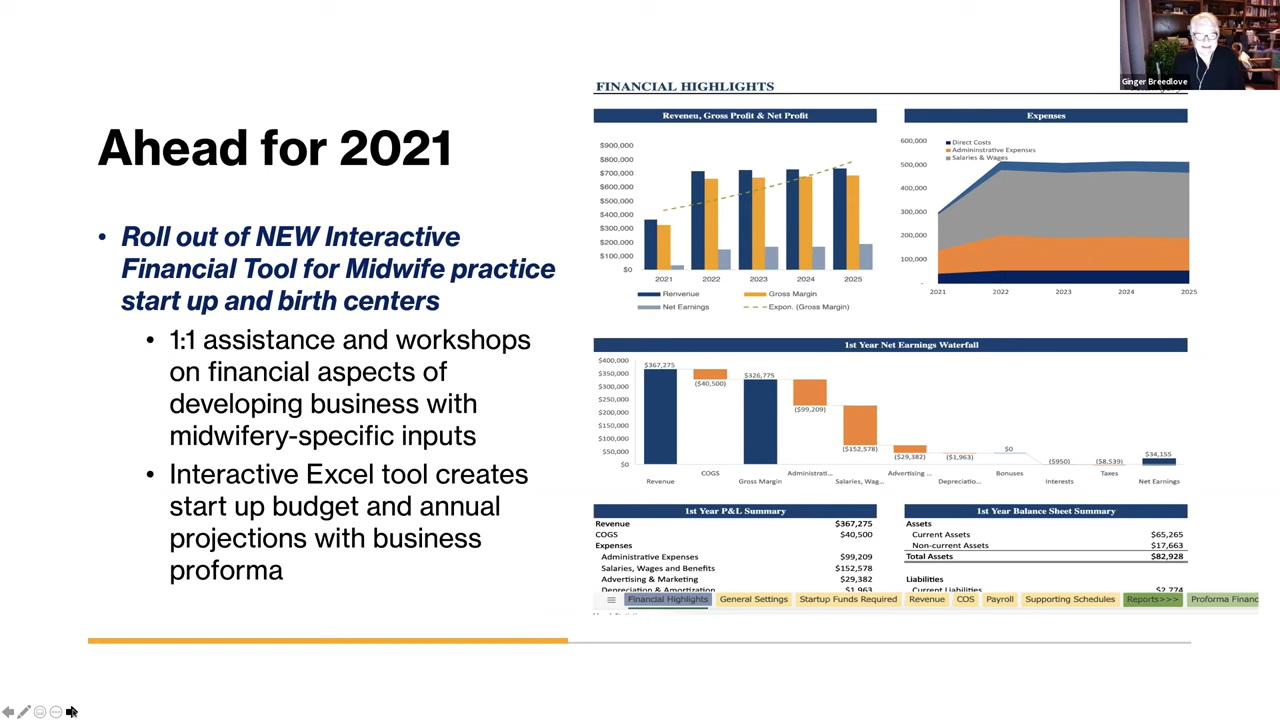 Ginger Breedlove
Ahead for 2021
• Roll out of NEW Interactive
Financial Tool for Midwife practice
start up and birth centers
• 1:1 assistance and workshops
on financial aspects of
developing business with
midwifery-specific inputs
• Interactive Excel tool creates
start up budget and annual
projections with business
proforma
FINANCIAL HIGHLIGHTS
Reveneu, Gross Profit & Net Profit
$900,000
$800,000
$700,000
$600,000
$500,000
$400,000
$300,000
$200,000
$100,000
$0
2021 2022 2023 2024 2025
Renvenue Gross Margin
Net Earnings Expon. (Gross Margin)
Expenses
600,000
500,000
400,000
300,000
200,000
100,000
-
Direct Costs
Admininstrative Expenses
Salaries & Wages
2021 2022 2023 2024 2025
1st Year Net Earnings Waterfall
$400,000
$350,000
$300,000
$250,000
$200,000
$150,000
$100,000
$50,000
$0
$367,275
($40,500)
$326,775
($99,209)
($152,578)
($29,382)
($1,963)
$0
($950)
($8,539)
$34,155
COGS Administrati... Advertising ... Bonuses Taxes
Revenue Gross Margin Salaries, Wag... Depreciatio... Interests Net Earnings
1st Year P&L Summary
Revenue $367,275
COGS $40,500
Expenses
Administrative Expenses $99,209
Salaries, Wages and Benefits $152,578
Advertising & Marketing $29,382
Depreciation & Amortization $1,963
1st Year Balance Sheet Summary
Assets
Current Assets $65,265
Non-current Assets $17,663
Total Assets $82,928
Liabilities
Current Liabilities $2,774
Financial Highlights General Settings Startup Funds Required Revenue COS Payroll Supporting Schedules Reports>>> Proforma Financ